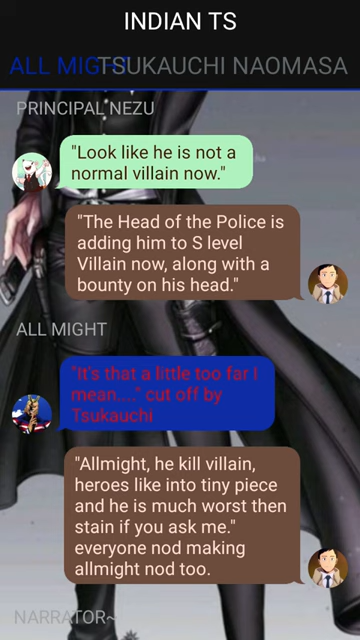 INDIAN TS
ALL MIGHT TSUKAUCHI NAOMASA
PRINCIPAL NEZU
"Look like he is not a
normal villain now."
"The Head of the Police is
adding him to S level
Villain now, along with a
bounty on his head."
ALL MIGHT
"It's that a little too far I
mean...." cut off by
Tsukauchi
"Allmight, he kill villain,
heroes like into tiny piece
and he is much worst then
stain if you ask me."
everyone nod making
allmight nod too.
NARRATOR~